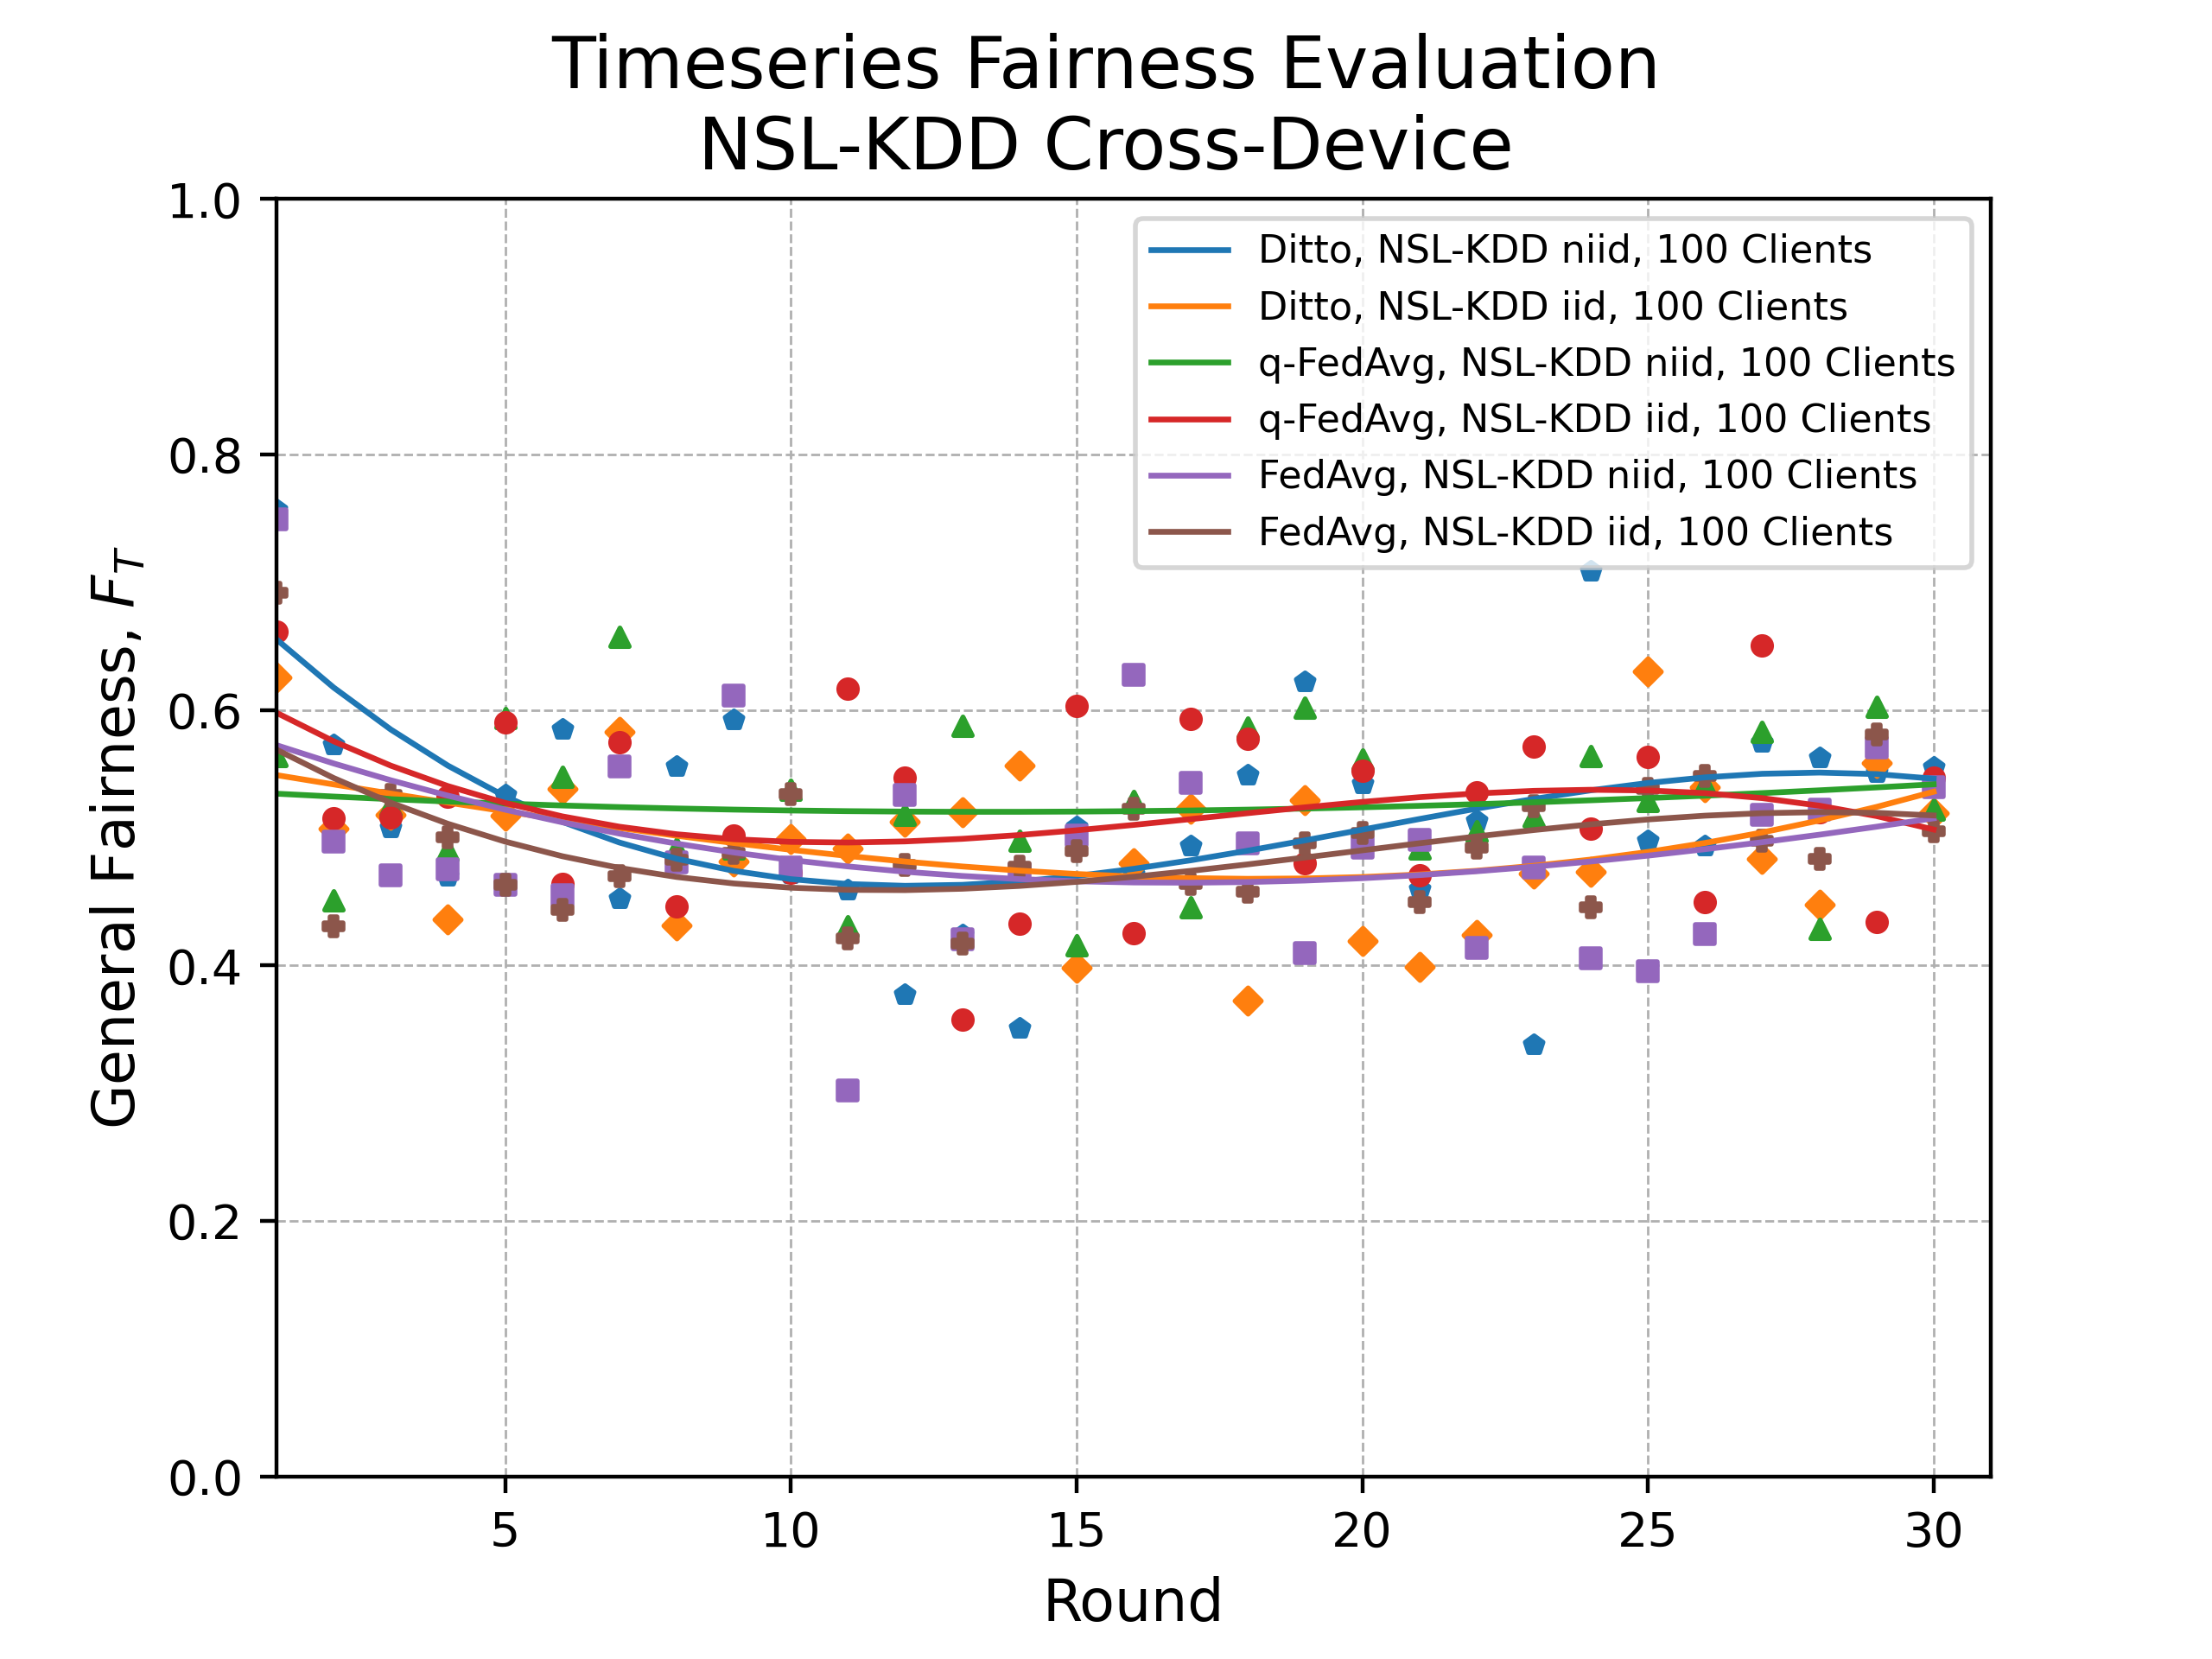 Timeseries Fairness Evaluation
NSL-KDD Cross-Device
1.0
0.8
0.6
0.4
0.2
0.0
General Fairness, F_T
Ditto, NSL-KDD niid, 100 Clients
Ditto, NSL-KDD iid, 100 Clients
q-FedAvg, NSL-KDD niid, 100 Clients
q-FedAvg, NSL-KDD iid, 100 Clients
FedAvg, NSL-KDD niid, 100 Clients
FedAvg, NSL-KDD iid, 100 Clients
5 10 15 20 25 30
Round